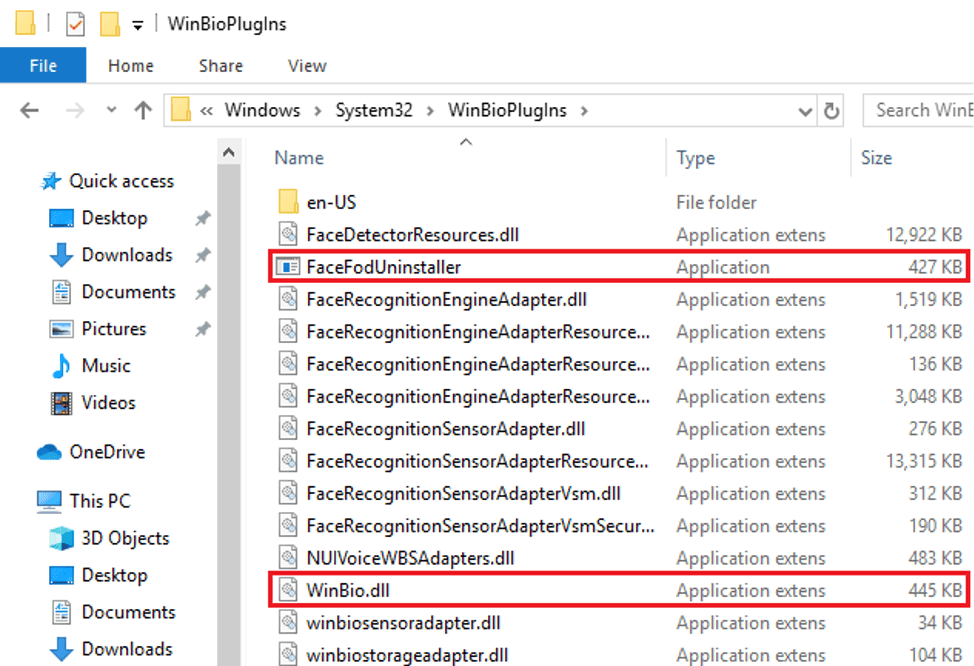 WinBioPlugIns
File Home Share View
« Windows > System32 > WinBioPlugIns > Search WinB
Name Type Size
Quick access
Desktop
Downloads
Documents
Pictures
Music
Videos
OneDrive
This PC
3D Objects
Desktop
Documents
Downloads
en-US File folder
FaceDetectorResources.dll Application extens 12,922 KB
FaceFodUninstaller Application 427 KB
FaceRecognitionEngineAdapter.dll Application extens 1,519 KB
FaceRecognitionEngineAdapterResource... Application extens 11,288 KB
FaceRecognitionEngineAdapterResource... Application extens 136 KB
FaceRecognitionEngineAdapterResource... Application extens 3,048 KB
FaceRecognitionSensorAdapter.dll Application extens 276 KB
FaceRecognitionSensorAdapterResource... Application extens 13,315 KB
FaceRecognitionSensorAdapterVsm.dll Application extens 312 KB
FaceRecognitionSensorAdapterVsmSecur... Application extens 190 KB
NUIVoiceWBSAdapters.dll Application extens 483 KB
WinBio.dll Application extens 445 KB
winbiosensoradapter.dll Application extens 34 KB
winbiostorageadapter.dll Application extens 104 KB